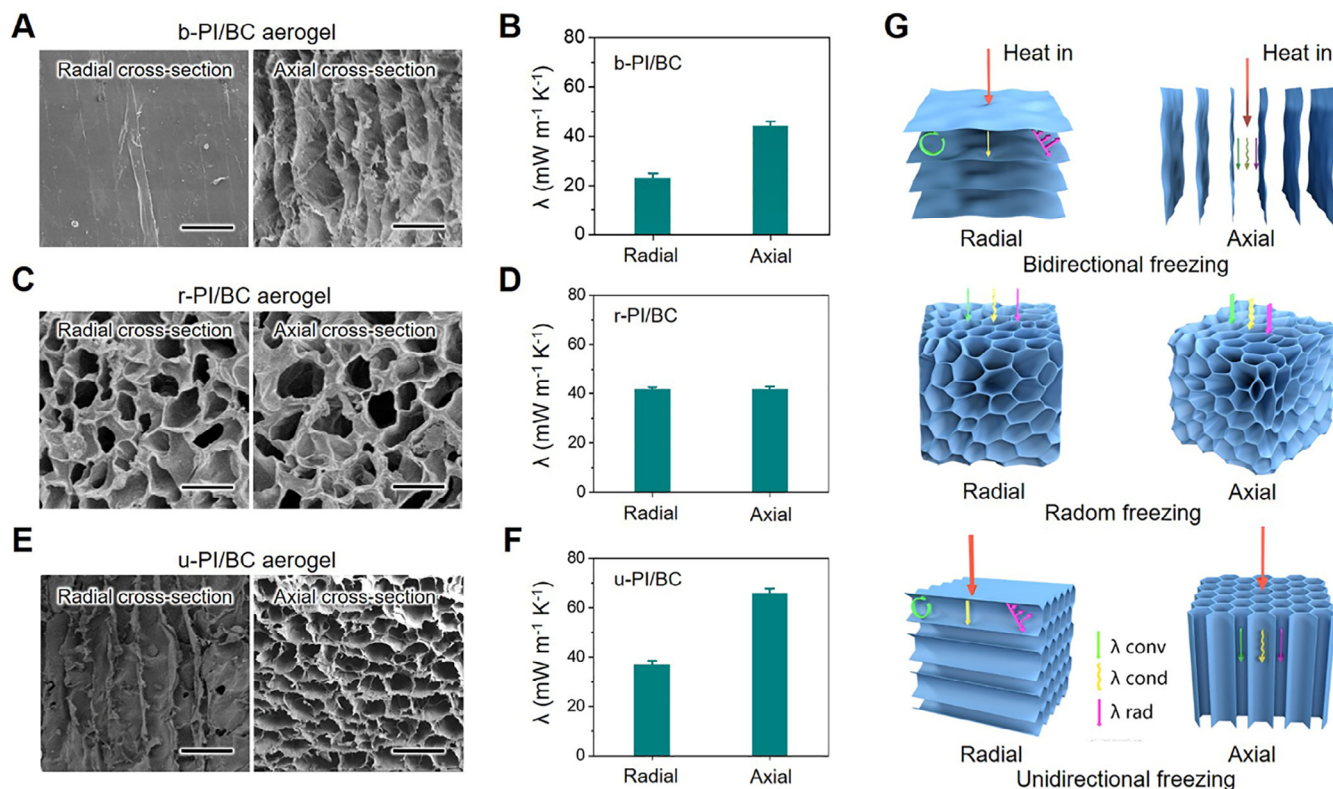 A
b-PI/BC aerogel
Radial cross-section
Axial cross-section
B
80
60
40
20
0
λ (mW m⁻¹ K⁻¹)
b-PI/BC
Radial
Axial
C
r-PI/BC aerogel
Radial cross-section
Axial cross-section
D
80
60
40
20
0
λ (mW m⁻¹ K⁻¹)
r-PI/BC
Radial
Axial
E
u-PI/BC aerogel
Radial cross-section
Axial cross-section
F
80
60
40
20
0
λ (mW m⁻¹ K⁻¹)
u-PI/BC
Radial
Axial
G
Heat in
Heat in
Radial
Axial
Bidirectional freezing
Radial
Axial
Radom freezing
λ conv
λ cond
λ rad
Radial
Axial
Unidirectional freezing